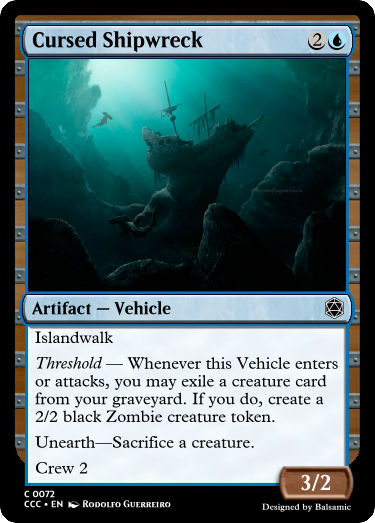 Cursed Shipwreck 2
Artifact — Vehicle
Islandwalk
Threshold — Whenever this Vehicle enters
or attacks, you may exile a creature card
from your graveyard. If you do, create a
2/2 black Zombie creature token.
Unearth—Sacrifice a creature.
Crew 2
3/2
C 0072
CCC • EN Rodolfo Guerreiro
Designed by Balsamic